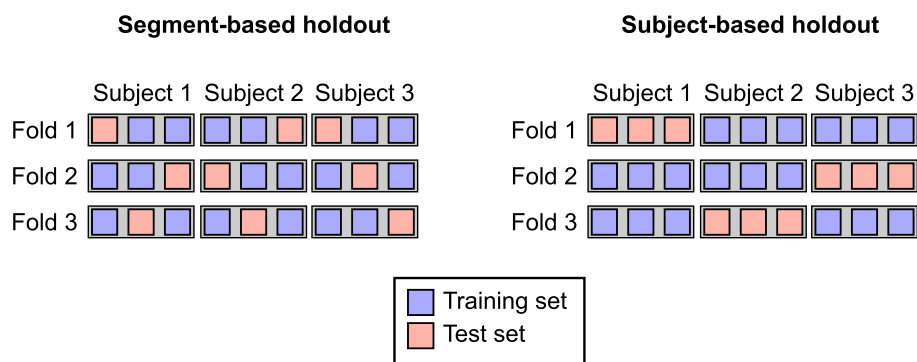 Segment-based holdout
Subject-based holdout
Subject 1 Subject 2 Subject 3
Subject 1 Subject 2 Subject 3
Fold 1
Fold 1
Fold 2
Fold 2
Fold 3
Fold 3
Training set
Test set